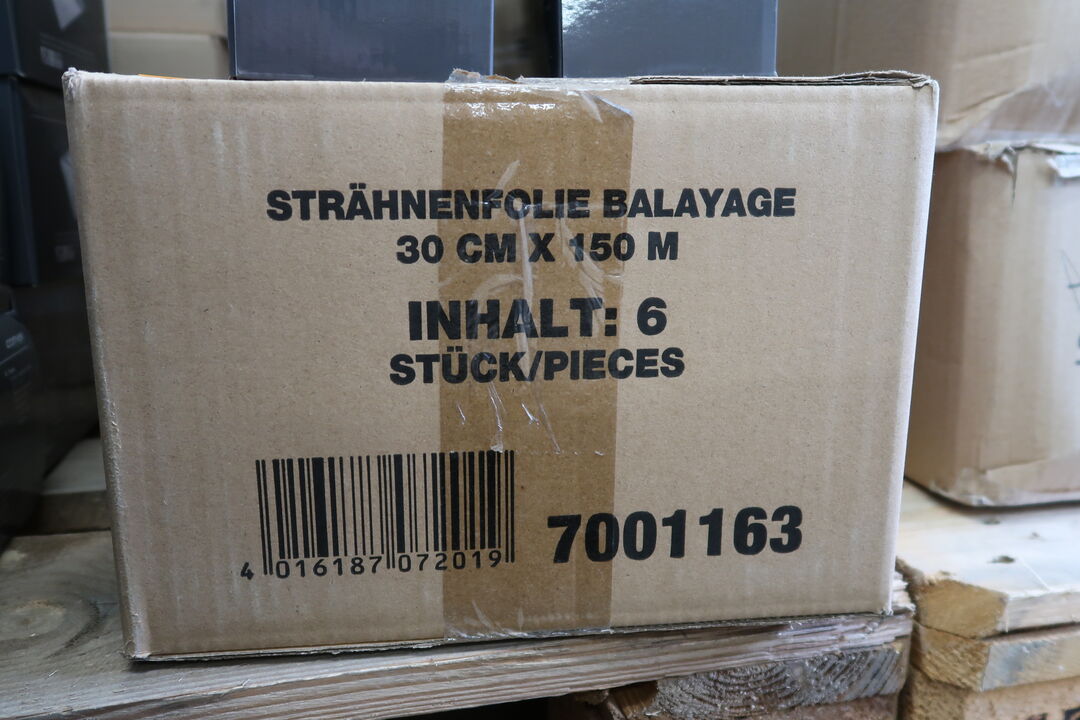 STRÄHNENFOLIE BALAYAGE
30 CM X 150 M
INHALT: 6
STÜCK/PIECES
7001163
4 016187 072019